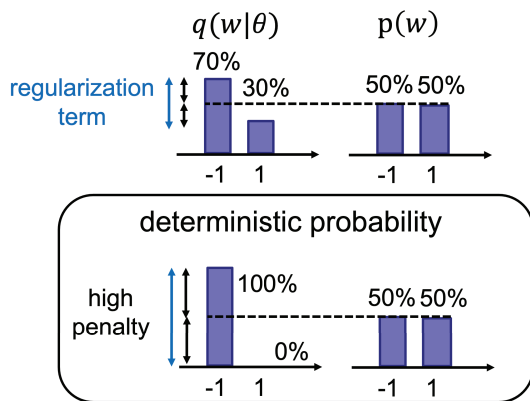 q(w|θ) p(w)
70%
30% 50% 50%
regularization
term
-1 1 -1 1
deterministic probability
100%
high
penalty
50% 50%
0%
-1 1 -1 1